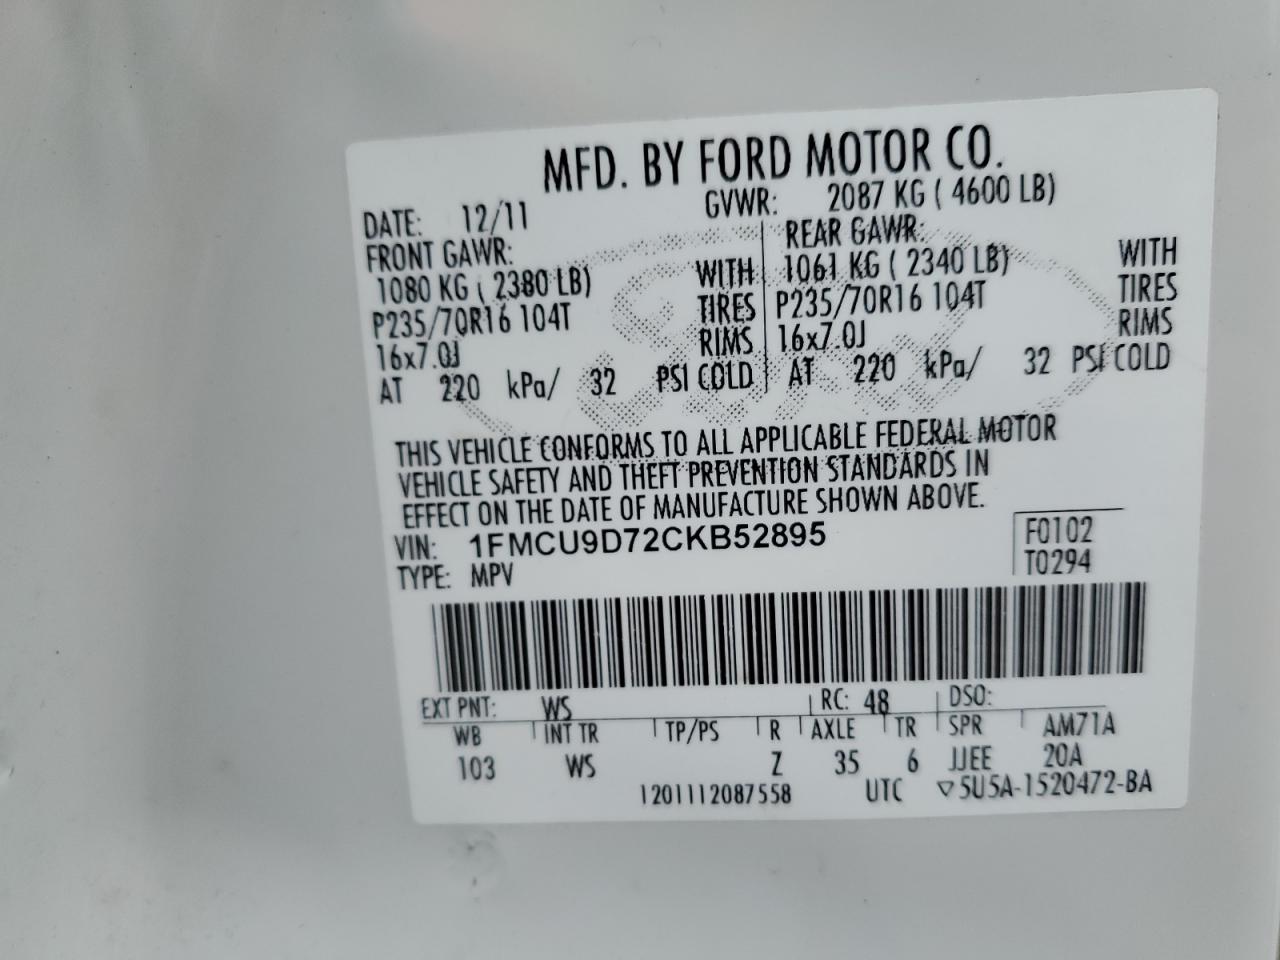 MFD. BY FORD MOTOR CO.
DATE: 12/11 GVWR: 2087 KG ( 4600 LB)
FRONT GAWR: REAR GAWR:
1080 KG ( 2380 LB) WITH 1061 KG ( 2340 LB) WITH
P235/70R16 104T TIRES P235/70R16 104T TIRES
16x7.0J RIMS 16x7.0J RIMS
AT 220 kPa/ 32 PSI COLD AT 220 kPa/ 32 PSI COLD
THIS VEHICLE CONFORMS TO ALL APPLICABLE FEDERAL MOTOR
VEHICLE SAFETY AND THEFT PREVENTION STANDARDS IN
EFFECT ON THE DATE OF MANUFACTURE SHOWN ABOVE.
VIN: 1FMCU9D72CKB52895 F0102
TYPE: MPV T0294
EXT PNT: WS RC: 48 DSO:
WB INT TR TP/PS R AXLE TR SPR AM71A
103 WS Z 35 6 JJEE 20A
1201112087558 UTC ▽5U5A-1520472-BA